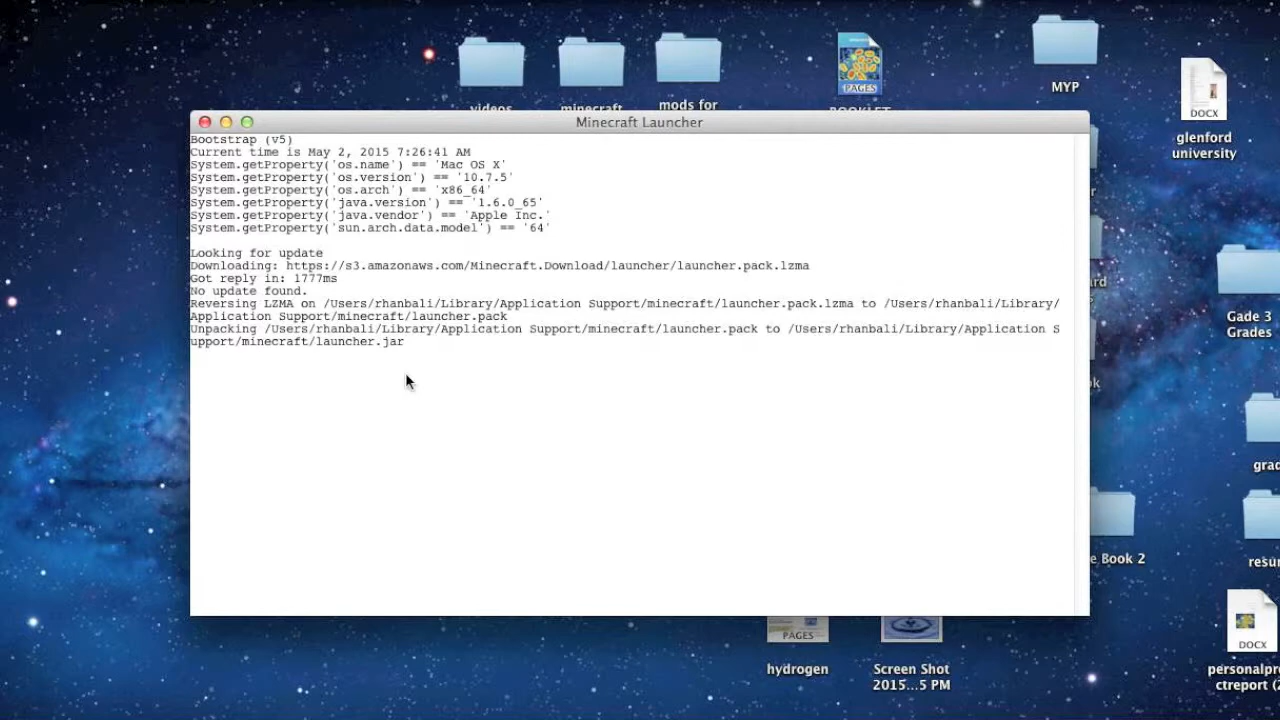 videos
minecraft
mods for
PAGES
BOOKLET
MYP
DOCX
glenford
university
Minecraft Launcher
Bootstrap (v5)
Current time is May 2, 2015 7:26:41 AM
System.getProperty('os.name') == 'Mac OS X'
System.getProperty('os.version') == '10.7.5'
System.getProperty('os.arch') == 'x86_64'
System.getProperty('java.version') == '1.6.0_65'
System.getProperty('java.vendor') == 'Apple Inc.'
System.getProperty('sun.arch.data.model') == '64'
Looking for update
Downloading: https://s3.amazonaws.com/Minecraft.Download/launcher/launcher.pack.lzma
Got reply in: 1777ms
No update found.
Reversing LZMA on /Users/rhanbali/Library/Application Support/minecraft/launcher.pack.lzma to /Users/rhanbali/Library/
Application Support/minecraft/launcher.pack
Unpacking /Users/rhanbali/Library/Application Support/minecraft/launcher.pack to /Users/rhanbali/Library/Application S
upport/minecraft/launcher.jar
Gade 3
Grades
e Book 2
PAGES
hydrogen
Screen Shot
2015...5 PM
DOCX
personalpro
ctreport (2